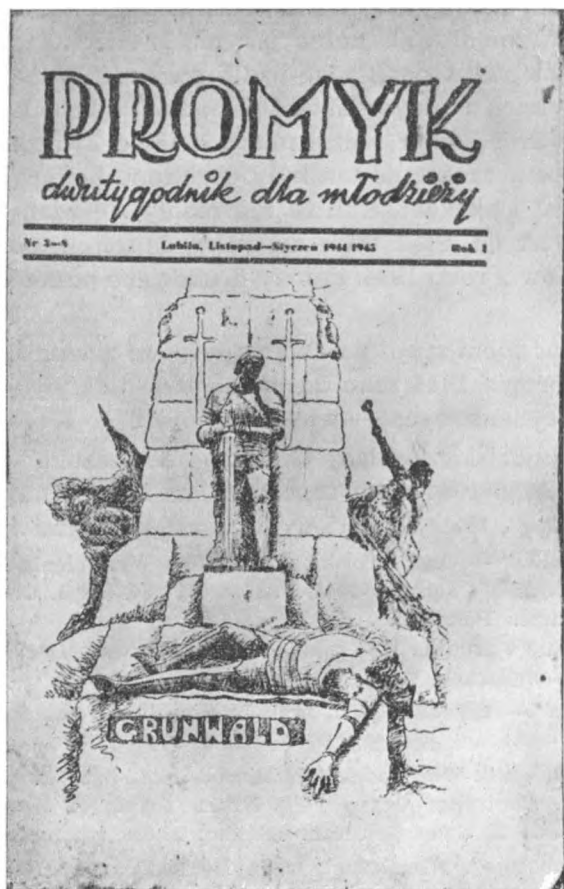 PROMYK
dwutygodnik dla młodzieży
Nr 3—8 Lublin, Listopad—Styczeń 1944/1945 Rok I
GRUNWALD